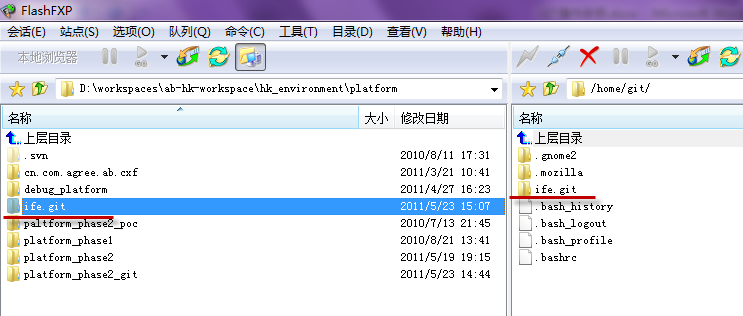 FlashFXP
会话(E) 站点(S) 选项(O) 队列(Q) 命令(C) 工具(T) 目录(D) 查看(V) 帮助(H)
本地浏览器 GO GO
D:\workspaces\ab-hk-workspace\hk_environment\platform /home/git/
名称 大小 修改日期 名称
上层目录 上层目录
.svn 2010/8/11 17:31 .gnome2
cn.com.agree.ab.cxf 2011/3/21 10:41 .mozilla
debug_platform 2011/4/27 16:23 ife.git
ife.git 2011/5/23 15:07 .bash_history
paltform_phase2_poc 2010/7/13 21:45 .bash_logout
platform_phase1 2010/8/21 13:41 .bash_profile
platform_phase2 2011/5/19 19:15 .bashrc
platform_phase2_git 2011/5/23 14:44